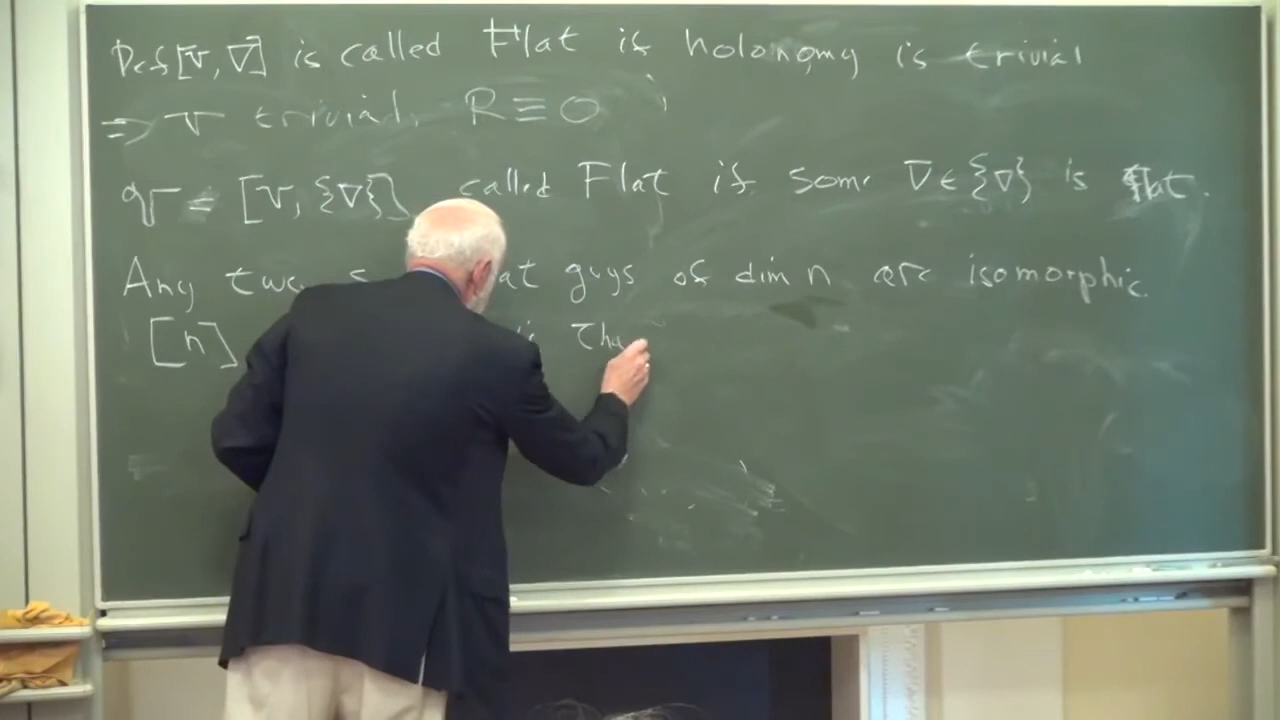 Def [V, ∇] is called Flat if holonomy is trivial
⇒ V trivial, R ≡ 0
𝒱 = [V, {∇}] called Flat if some ∇ ∈ {∇} is flat.
Any two at guys of dim n are isomorphic.
[n] Tha